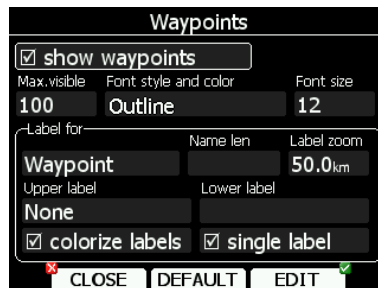 Waypoints
show waypoints
Max.visible Font style and color Font size
100 Outline 12
Label for
Name len Label zoom
Waypoint 50.0km
Upper label Lower label
None
colorize labels single label
CLOSE DEFAULT EDIT